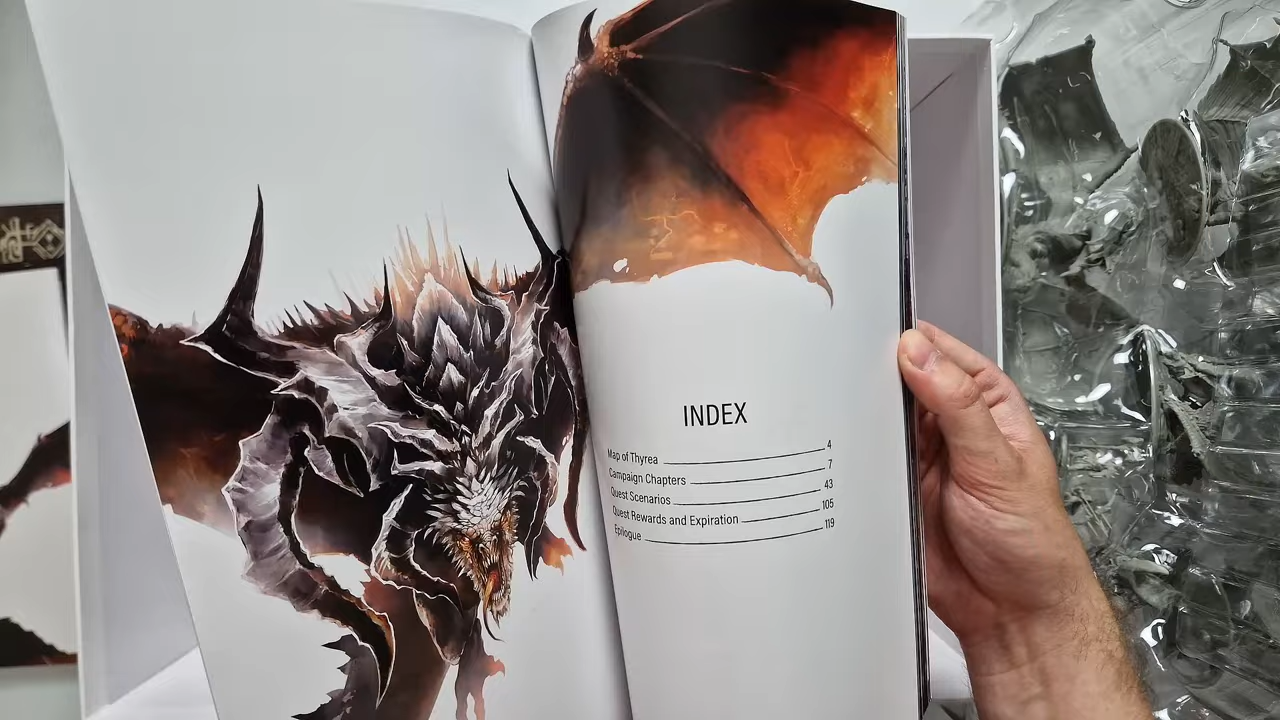 INDEX
Map of Thyrea 4
Campaign Chapters 7
Quest Scenarios 43
Quest Rewards and Expiration 105
Epilogue 119